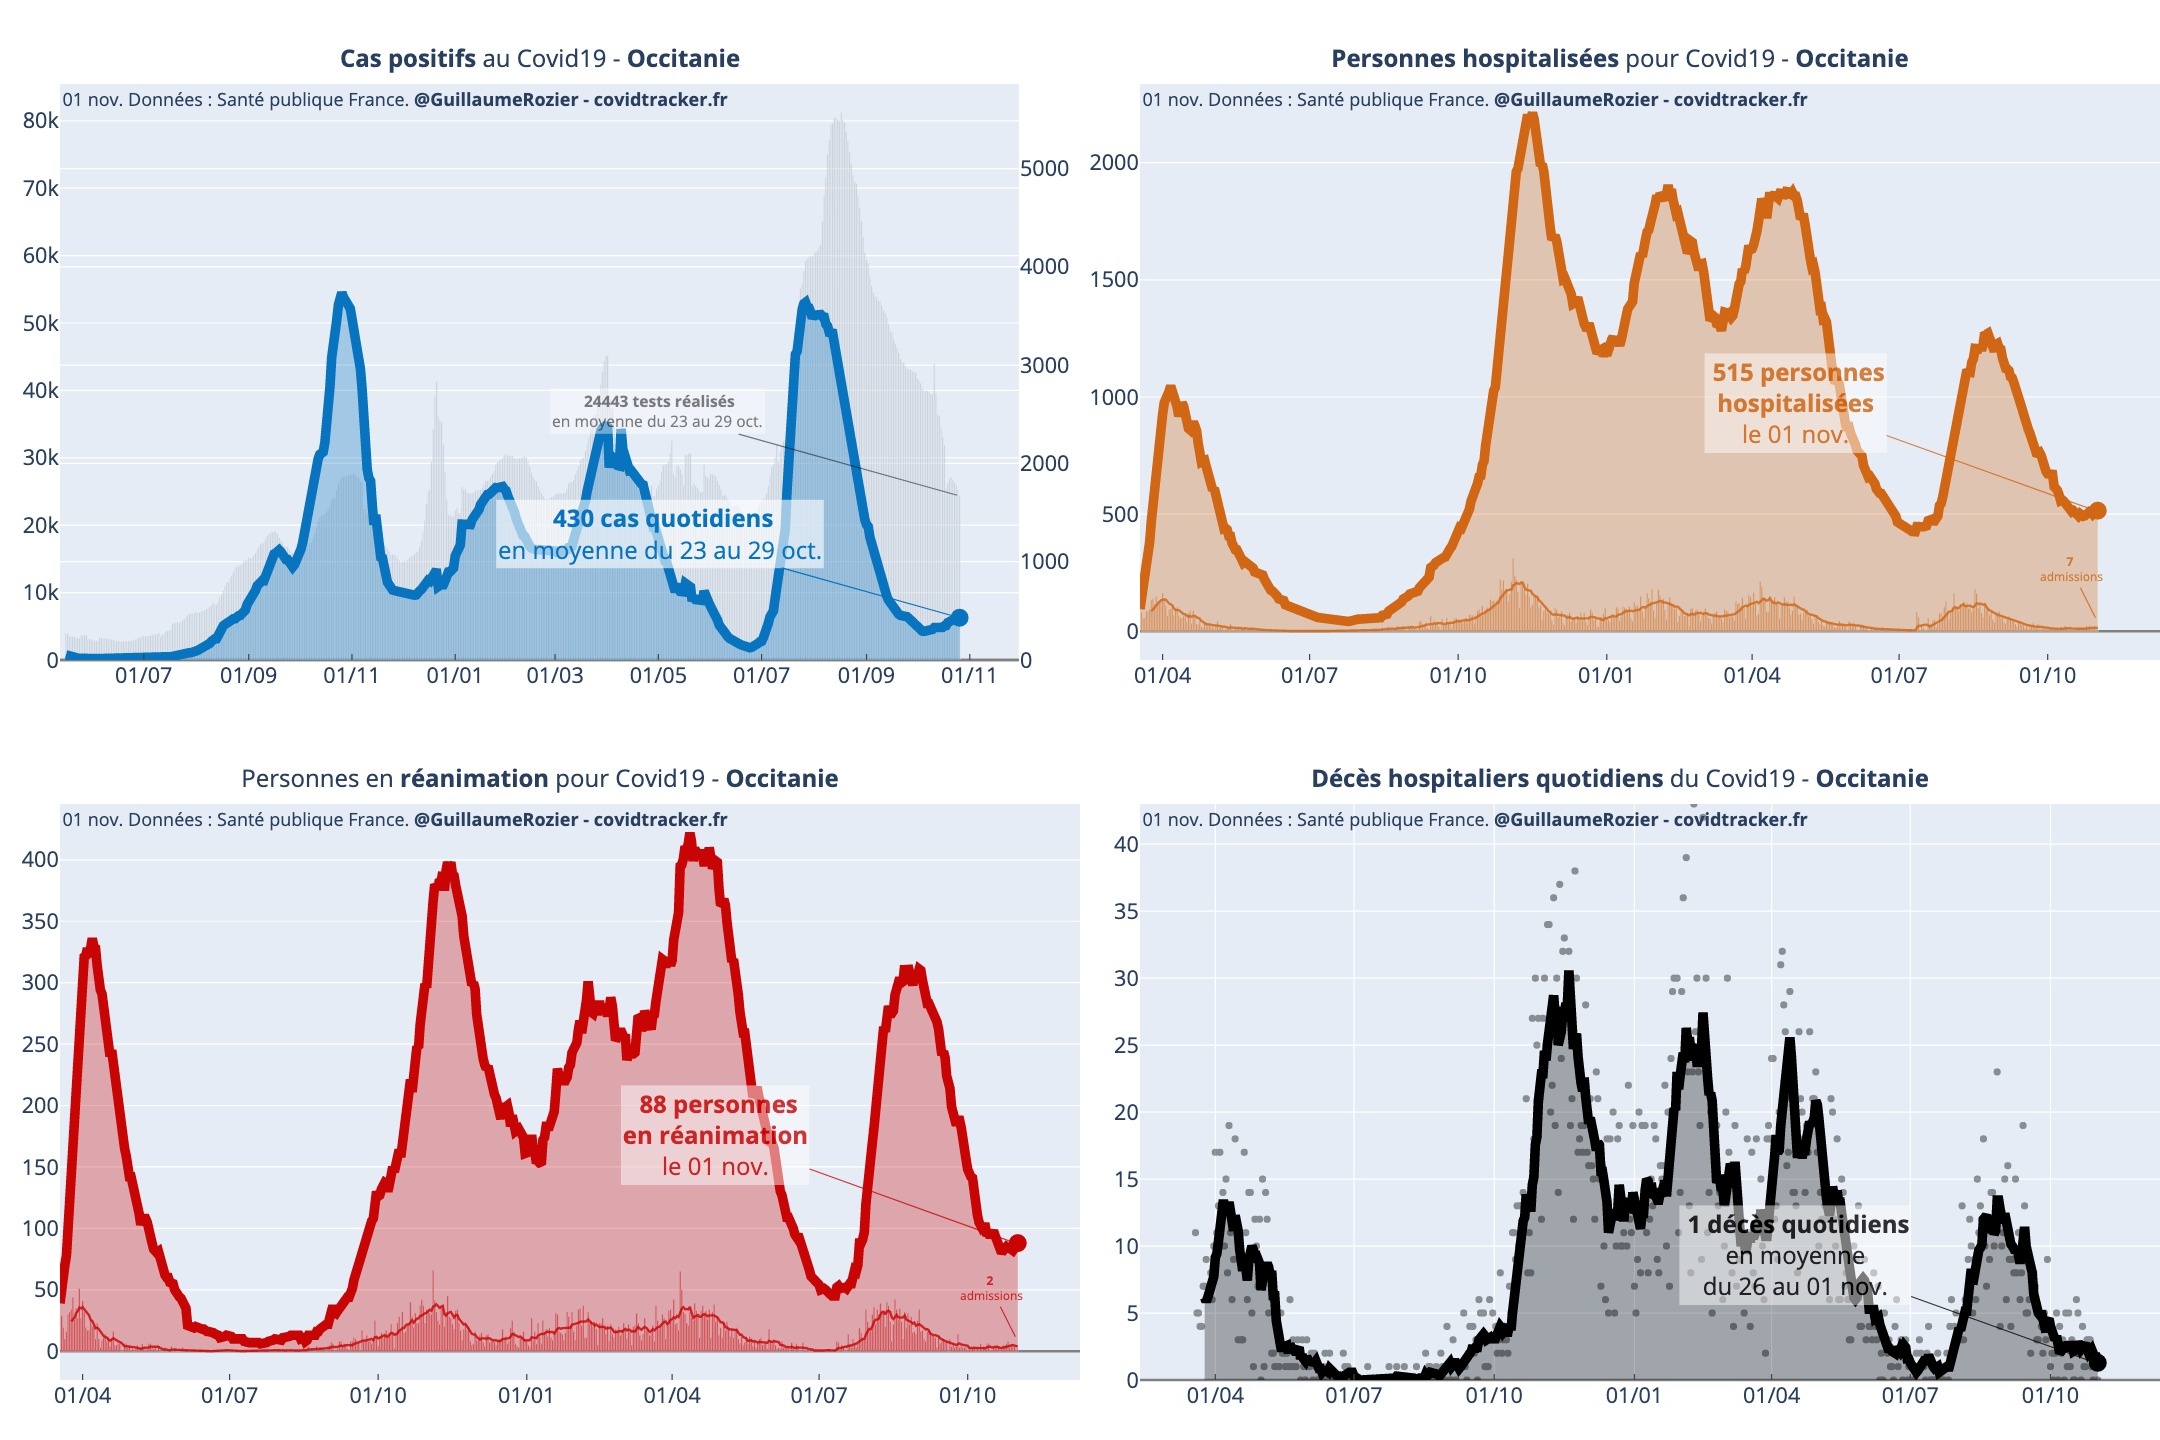 Cas positifs au Covid19 - Occitanie
01 nov. Données : Santé publique France. @GuillaumeRozier - covidtracker.fr
80k
70k
60k
50k
40k
30k
20k
10k
0
5000
4000
3000
2000
1000
0
24443 tests réalisés
en moyenne du 23 au 29 oct.
430 cas quotidiens
en moyenne du 23 au 29 oct.
01/07 01/09 01/11 01/01 01/03 01/05 01/07 01/09 01/11
Personnes hospitalisées pour Covid19 - Occitanie
01 nov. Données : Santé publique France. @GuillaumeRozier - covidtracker.fr
2000
1500
1000
500
0
515 personnes
hospitalisées
le 01 nov.
7
admissions
01/04 01/07 01/10 01/01 01/04 01/07 01/10
Personnes en réanimation pour Covid19 - Occitanie
01 nov. Données : Santé publique France. @GuillaumeRozier - covidtracker.fr
400
350
300
250
200
150
100
50
0
88 personnes
en réanimation
le 01 nov.
2
admissions
01/04 01/07 01/10 01/01 01/04 01/07 01/10
Décès hospitaliers quotidiens du Covid19 - Occitanie
01 nov. Données : Santé publique France. @GuillaumeRozier - covidtracker.fr
40
35
30
25
20
15
10
5
0
1 décès quotidiens
en moyenne
du 26 au 01 nov.
01/04 01/07 01/10 01/01 01/04 01/07 01/10